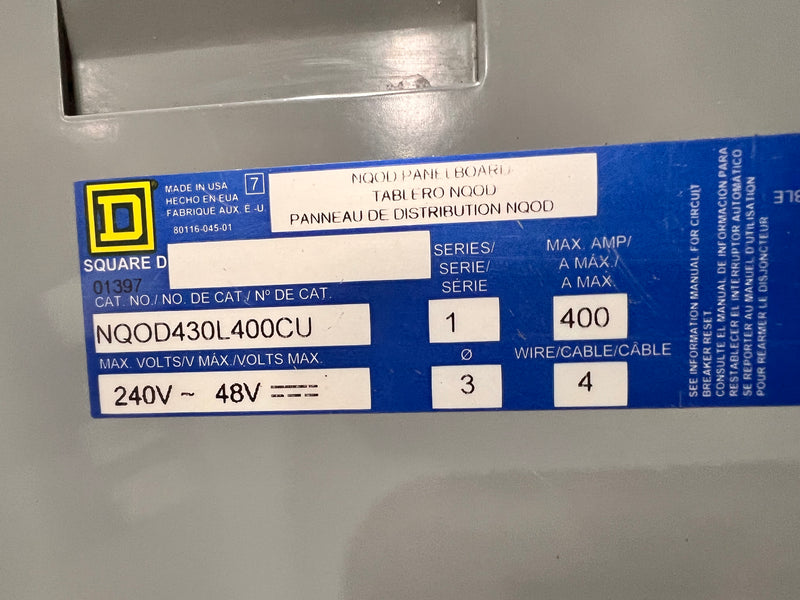 NQOD PANELBOARD
TABLERO NQOD
PANNEAU DE DISTRIBUTION NQOD
MADE IN USA
HECHO EN EUA
FABRIQUE AUX. E.-U.
7
80116-045-01
D
SQUARE D
01397
CAT. NO./ NO. DE CAT./ Nº DE CAT.
NQOD430L400CU
MAX. VOLTS/V MÁX./VOLTS MAX.
240V ~ 48V
SERIES/
SERIE/
SÉRIE
1
Ø
3
MAX. AMP/
A MÁX./
A MAX.
400
WIRE/CABLE/CÂBLE
4
SEE INFORMATION MANUAL FOR CIRCUIT
BREAKER RESET.
CONSULTE EL MANUAL DE INFORMACIÓN PARA
RESTABLECER EL INTERRUPTOR AUTOMÁTICO
SE REPORTER AU MANUEL D'UTILISATION
POUR REARMER LE DISJONCTEUR
BLE